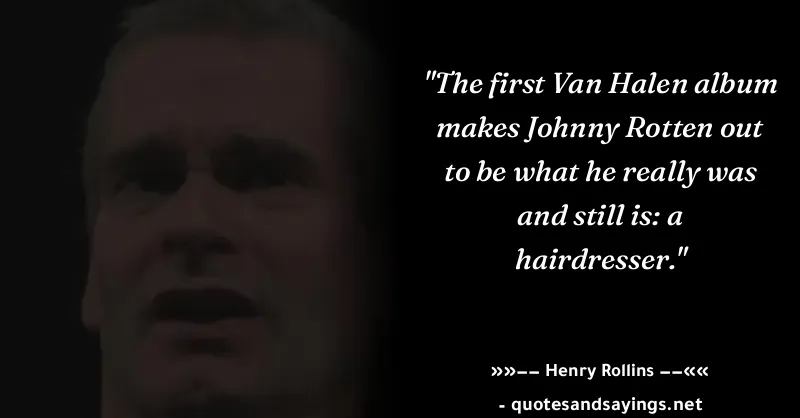 "The first Van Halen album
makes Johnny Rotten out
to be what he really was
and still is: a
hairdresser."
»»–– Henry Rollins ––««
- quotesandsayings.net